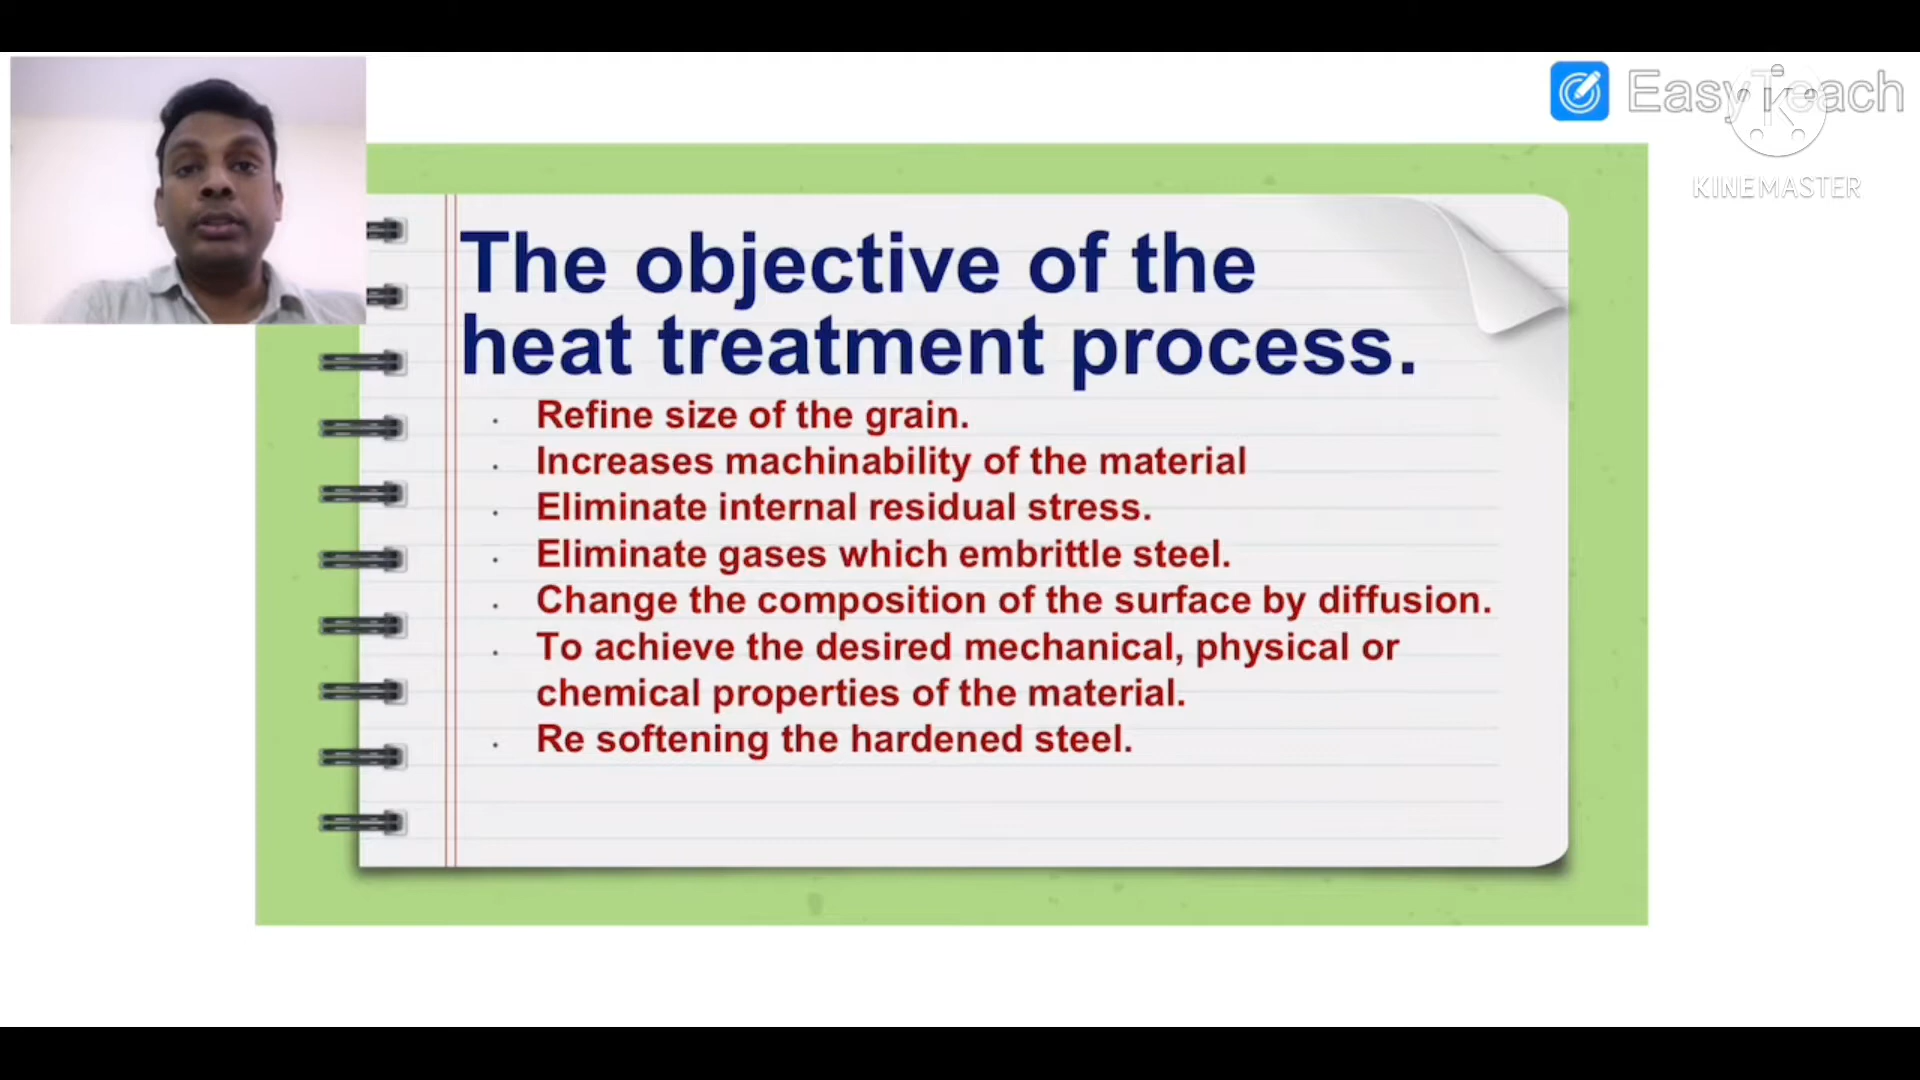 EasyTeach
KINEMASTER
The objective of the
heat treatment process.
Refine size of the grain.
Increases machinability of the material
Eliminate internal residual stress.
Eliminate gases which embrittle steel.
Change the composition of the surface by diffusion.
To achieve the desired mechanical, physical or
chemical properties of the material.
Re softening the hardened steel.